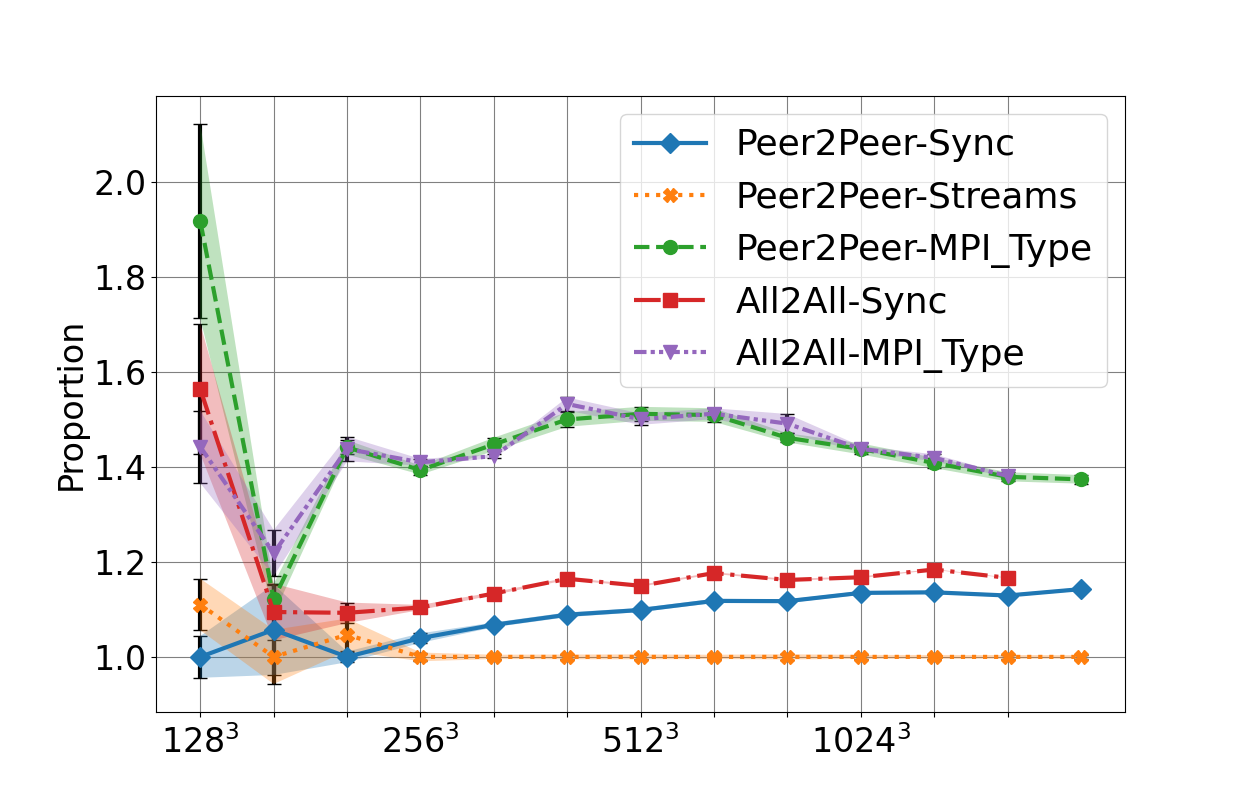 Proportion
2.0
1.8
1.6
1.4
1.2
1.0
128³
256³
512³
1024³
Peer2Peer-Sync
Peer2Peer-Streams
Peer2Peer-MPI_Type
All2All-Sync
All2All-MPI_Type